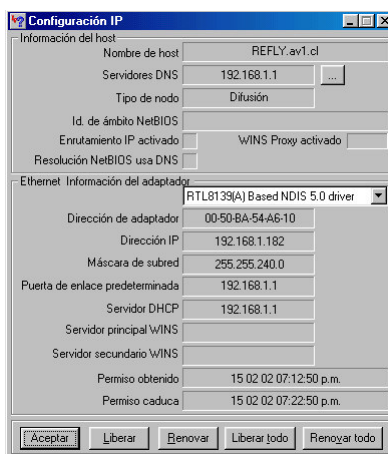 Configuración IP
Información del host
Nombre de host REFLY.av1.cl
Servidores DNS 192.168.1.1 ...
Tipo de nodo Difusión
Id. de ámbito NetBIOS
Enrutamiento IP activado WINS Proxy activado
Resolución NetBIOS usa DNS
Ethernet Información del adaptador
RTL8139(A) Based NDIS 5.0 driver
Dirección de adaptador 00-50-BA-54-A6-10
Dirección IP 192.168.1.182
Máscara de subred 255.255.240.0
Puerta de enlace predeterminada 192.168.1.1
Servidor DHCP 192.168.1.1
Servidor principal WINS
Servidor secundario WINS
Permiso obtenido 15 02 02 07:12:50 p.m.
Permiso caduca 15 02 02 07:22:50 p.m.
Aceptar Liberar Renovar Liberar todo Renovar todo